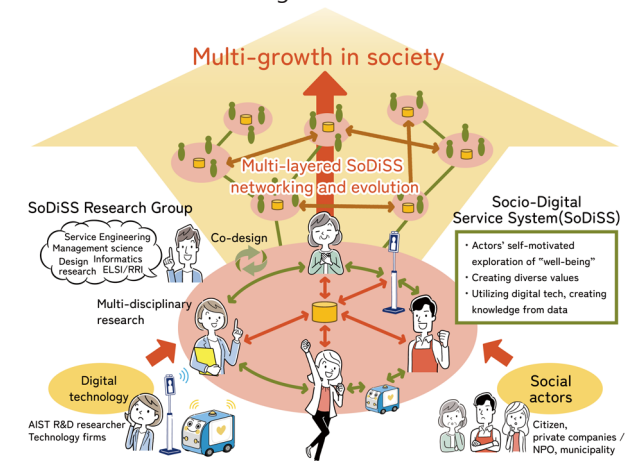 Multi-growth in society
Multi-layered SoDiSS
networking and evolution
SoDiSS Research Group
Service Engineering
Management science
Design Informatics
research ELSI/RRI
Co-design
Socio-Digital
Service System(SoDiSS)
・Actors' self-motivated
exploration of "well-being"
・Creating diverse values
・Utilizing digital tech, creating
knowledge from data
Multi-disciplinary
research
Digital
technology
AIST R&D researcher
Technology firms
Social
actors
Citizen,
private companies /
NPO, municipality